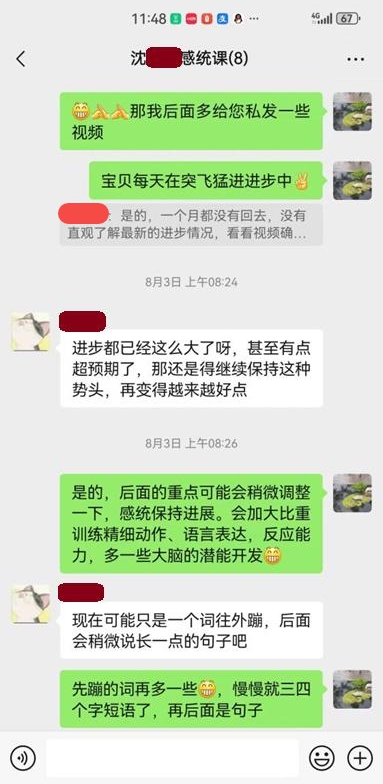 11:48
4G
67
沈
感统课(8)
那我后面多给您私发一些
视频
宝贝每天在突飞猛进进步中
：是的，一个月都没有回去，没有
直观了解最新的进步情况，看看视频确...
8月3日 上午08:24
进步都已经这么大了呀，甚至有点
超预期了，那还是得继续保持这种
势头，再变得越来越好点
8月3日 上午08:26
是的，后面的重点可能会稍微调整
一下，感统保持进展。会加大比重
训练精细动作、语言表达，反应能
力，多一些大脑的潜能开发
现在可能只是一个词往外蹦，后面
会稍微说长一点的句子吧
先蹦的词再多一些，慢慢就三四
个字短语了，再后面是句子